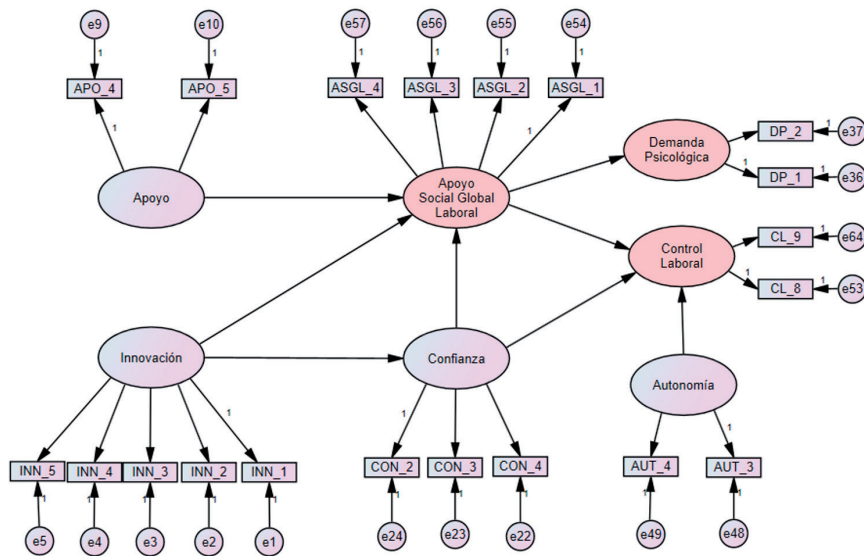 e9
e10
e57
e56
e55
e54
1
1
1
1
1
1
APO_4
APO_5
ASGL_4
ASGL_3
ASGL_2
ASGL_1
1
1
Demanda
Psicológica
DP_2
1
e37
1
DP_1
1
e36
Apoyo
Apoyo
Social Global
Laboral
Control
Laboral
CL_9
1
e64
1
CL_8
1
e53
Innovación
Confianza
Autonomía
1
1
1
INN_5
INN_4
INN_3
INN_2
INN_1
CON_2
CON_3
CON_4
AUT_4
AUT_3
1
1
1
1
1
1
1
1
1
1
e5
e4
e3
e2
e1
e24
e23
e22
e49
e48